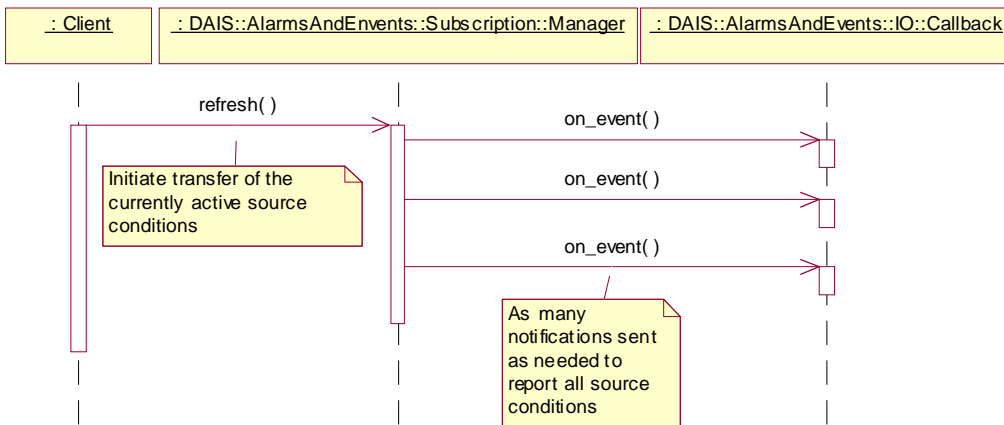 : Client
: DAIS::AlarmsAndEnvents::Subscription::Manager
: DAIS::AlarmsAndEvents::IO::Callback
refresh( )
on_event( )
Initiate transfer of the
currently active source
conditions
on_event( )
on_event( )
As many
notifications sent
as needed to
report all source
conditions